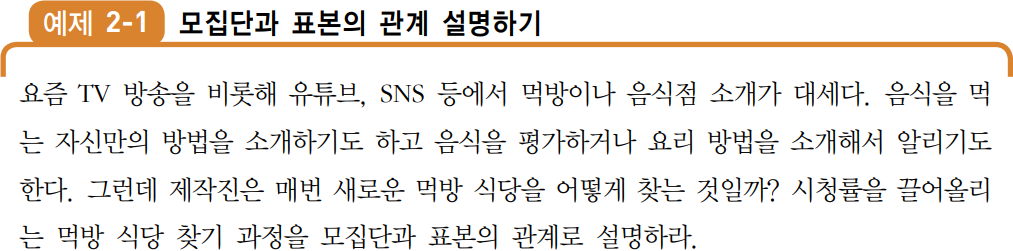 예제 2-1 모집단과 표본의 관계 설명하기
요즘 TV 방송을 비롯해 유튜브, SNS 등에서 먹방이나 음식점 소개가 대세다. 음식을 먹
는 자신만의 방법을 소개하기도 하고 음식을 평가하거나 요리 방법을 소개해서 알리기도
한다. 그런데 제작진은 매번 새로운 먹방 식당을 어떻게 찾는 것일까? 시청률을 끌어올리
는 먹방 식당 찾기 과정을 모집단과 표본의 관계로 설명하라.